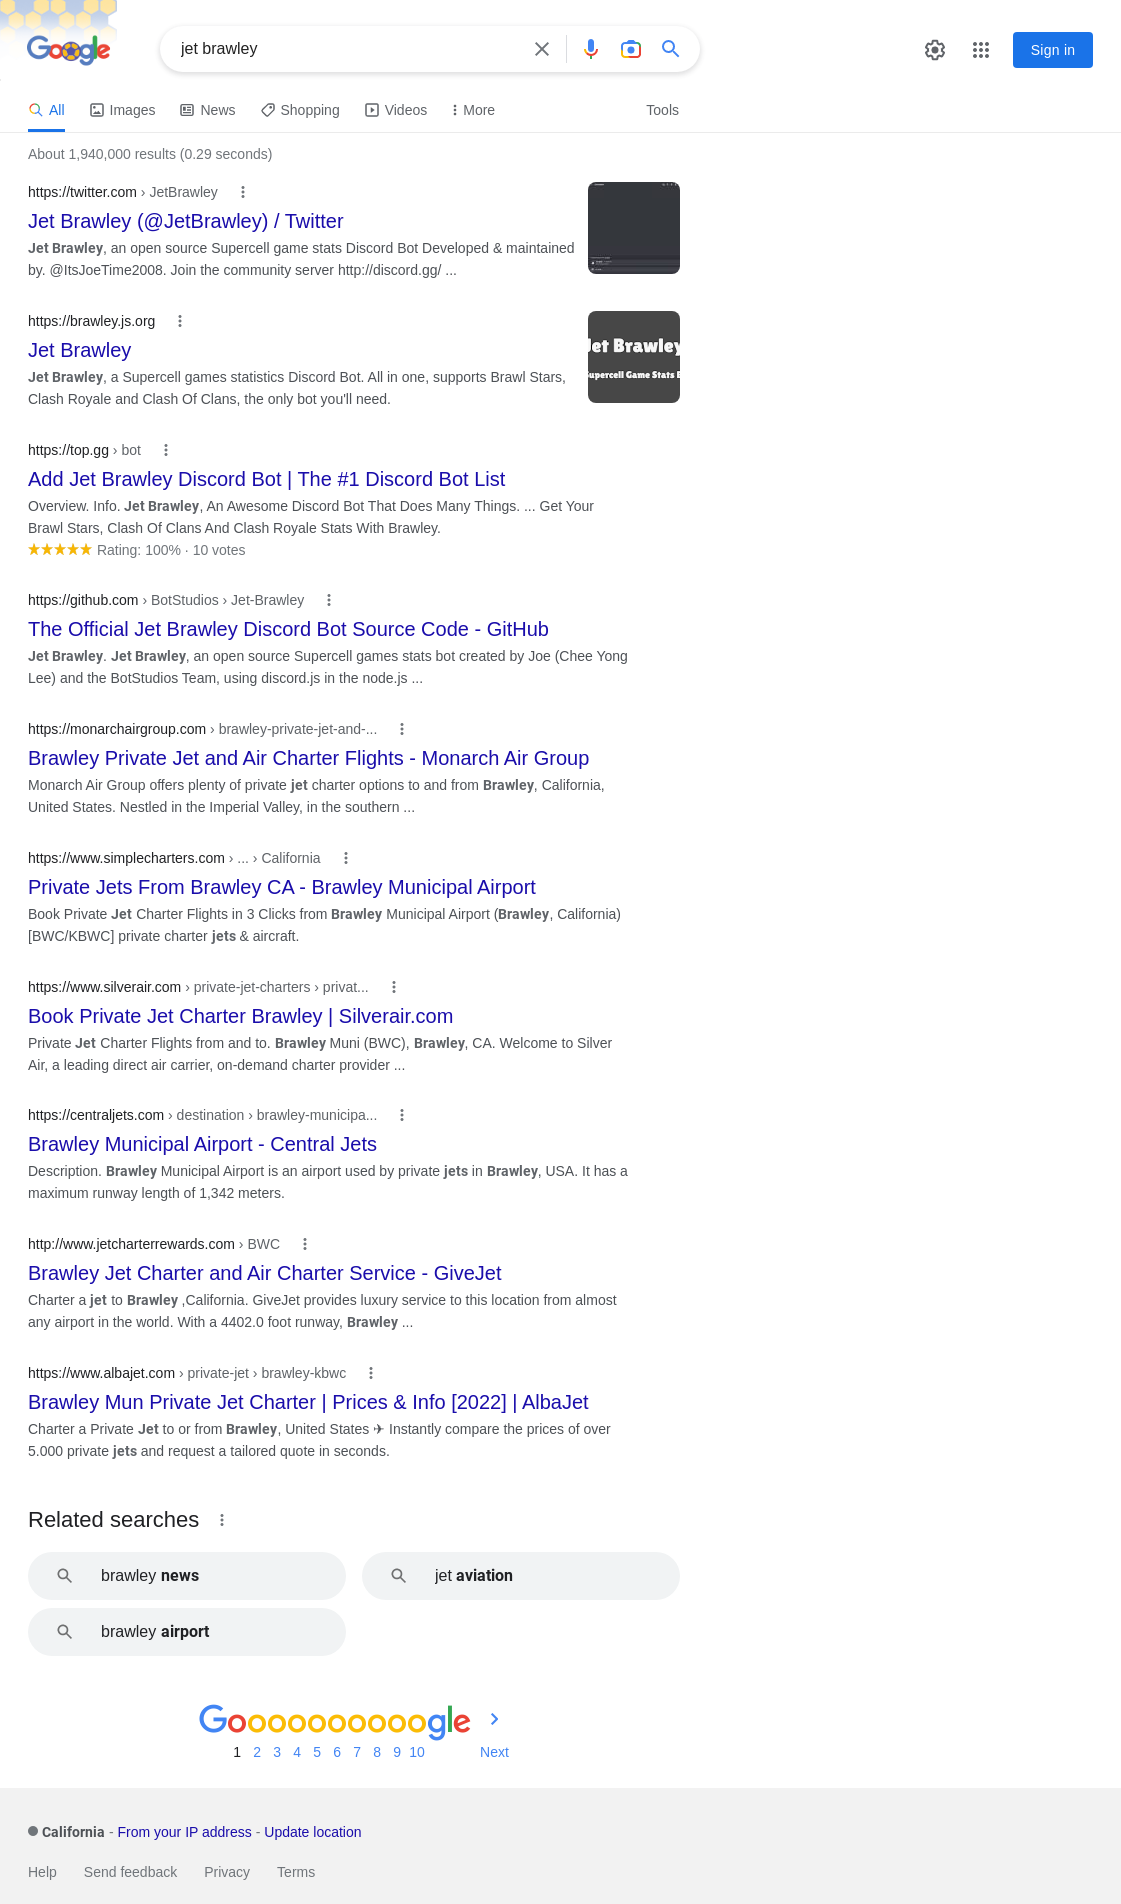 Google
jet brawley
Sign in
All Images News Shopping Videos More Tools
About 1,940,000 results (0.29 seconds)
https://twitter.com › JetBrawley
Jet Brawley (@JetBrawley) / Twitter
Jet Brawley, an open source Supercell game stats Discord Bot Developed & maintained
by. @ItsJoeTime2008. Join the community server http://discord.gg/ ...
https://brawley.js.org
Jet Brawley
Jet Brawley, a Supercell games statistics Discord Bot. All in one, supports Brawl Stars,
Clash Royale and Clash Of Clans, the only bot you'll need.
Jet Brawley
Supercell Game Stats
https://top.gg › bot
Add Jet Brawley Discord Bot | The #1 Discord Bot List
Overview. Info. Jet Brawley, An Awesome Discord Bot That Does Many Things. ... Get Your
Brawl Stars, Clash Of Clans And Clash Royale Stats With Brawley.
Rating: 100% · 10 votes
https://github.com › BotStudios › Jet-Brawley
The Official Jet Brawley Discord Bot Source Code - GitHub
Jet Brawley. Jet Brawley, an open source Supercell games stats bot created by Joe (Chee Yong
Lee) and the BotStudios Team, using discord.js in the node.js ...
https://monarchairgroup.com › brawley-private-jet-and-...
Brawley Private Jet and Air Charter Flights - Monarch Air Group
Monarch Air Group offers plenty of private jet charter options to and from Brawley, California,
United States. Nestled in the Imperial Valley, in the southern ...
https://www.simplecharters.com › ... › California
Private Jets From Brawley CA - Brawley Municipal Airport
Book Private Jet Charter Flights in 3 Clicks from Brawley Municipal Airport (Brawley, California)
[BWC/KBWC] private charter jets & aircraft.
https://www.silverair.com › private-jet-charters › privat...
Book Private Jet Charter Brawley | Silverair.com
Private Jet Charter Flights from and to. Brawley Muni (BWC), Brawley, CA. Welcome to Silver
Air, a leading direct air carrier, on-demand charter provider ...
https://centraljets.com › destination › brawley-municipa...
Brawley Municipal Airport - Central Jets
Description. Brawley Municipal Airport is an airport used by private jets in Brawley, USA. It has a
maximum runway length of 1,342 meters.
http://www.jetcharterrewards.com › BWC
Brawley Jet Charter and Air Charter Service - GiveJet
Charter a jet to Brawley ,California. GiveJet provides luxury service to this location from almost
any airport in the world. With a 4402.0 foot runway, Brawley ...
https://www.albajet.com › private-jet › brawley-kbwc
Brawley Mun Private Jet Charter | Prices & Info [2022] | AlbaJet
Charter a Private Jet to or from Brawley, United States ✈ Instantly compare the prices of over
5.000 private jets and request a tailored quote in seconds.
Related searches
brawley news
jet aviation
brawley airport
Goooooooooogle
1 2 3 4 5 6 7 8 9 10 Next
California - From your IP address - Update location
Help Send feedback Privacy Terms